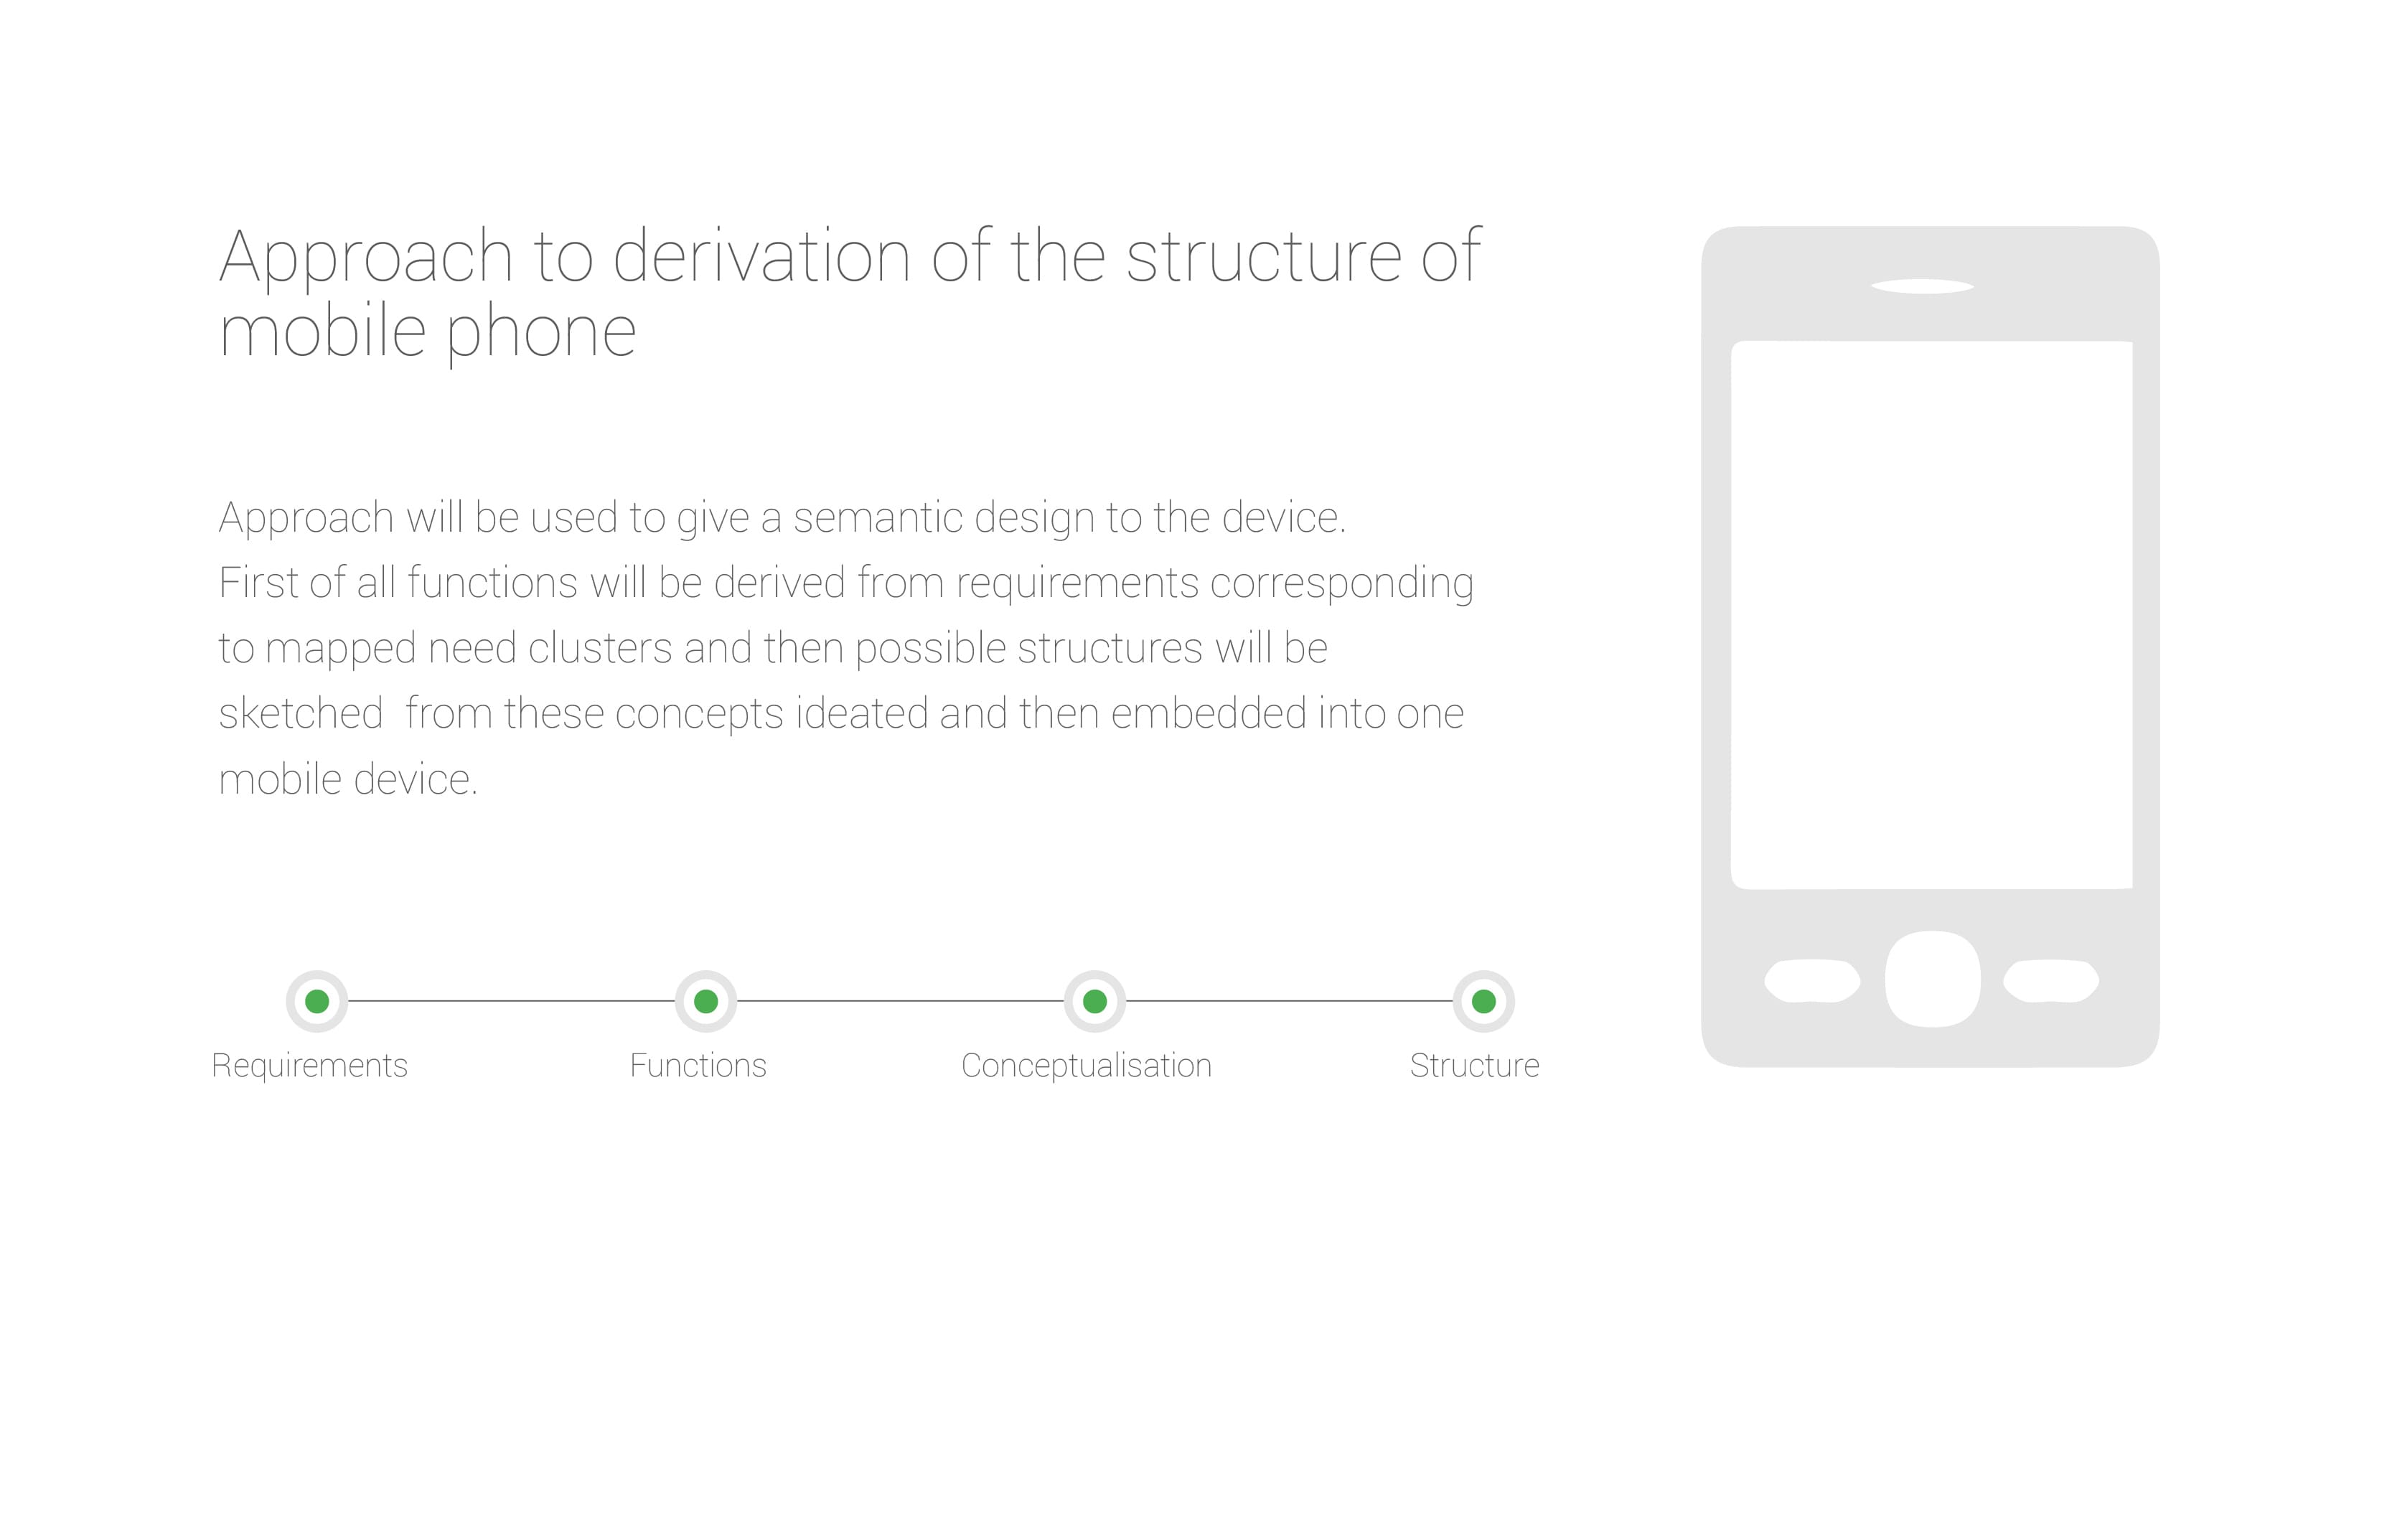 Approach to derivation of the structure of
mobile phone
Approach will be used to give a semantic design to the device.
First of all functions will be derived from requirements corresponding
to mapped need clusters and then possible structures will be
sketched  from these concepts ideated and then embedded into one
mobile device.
Requirements
Functions
Conceptualisation
Structure